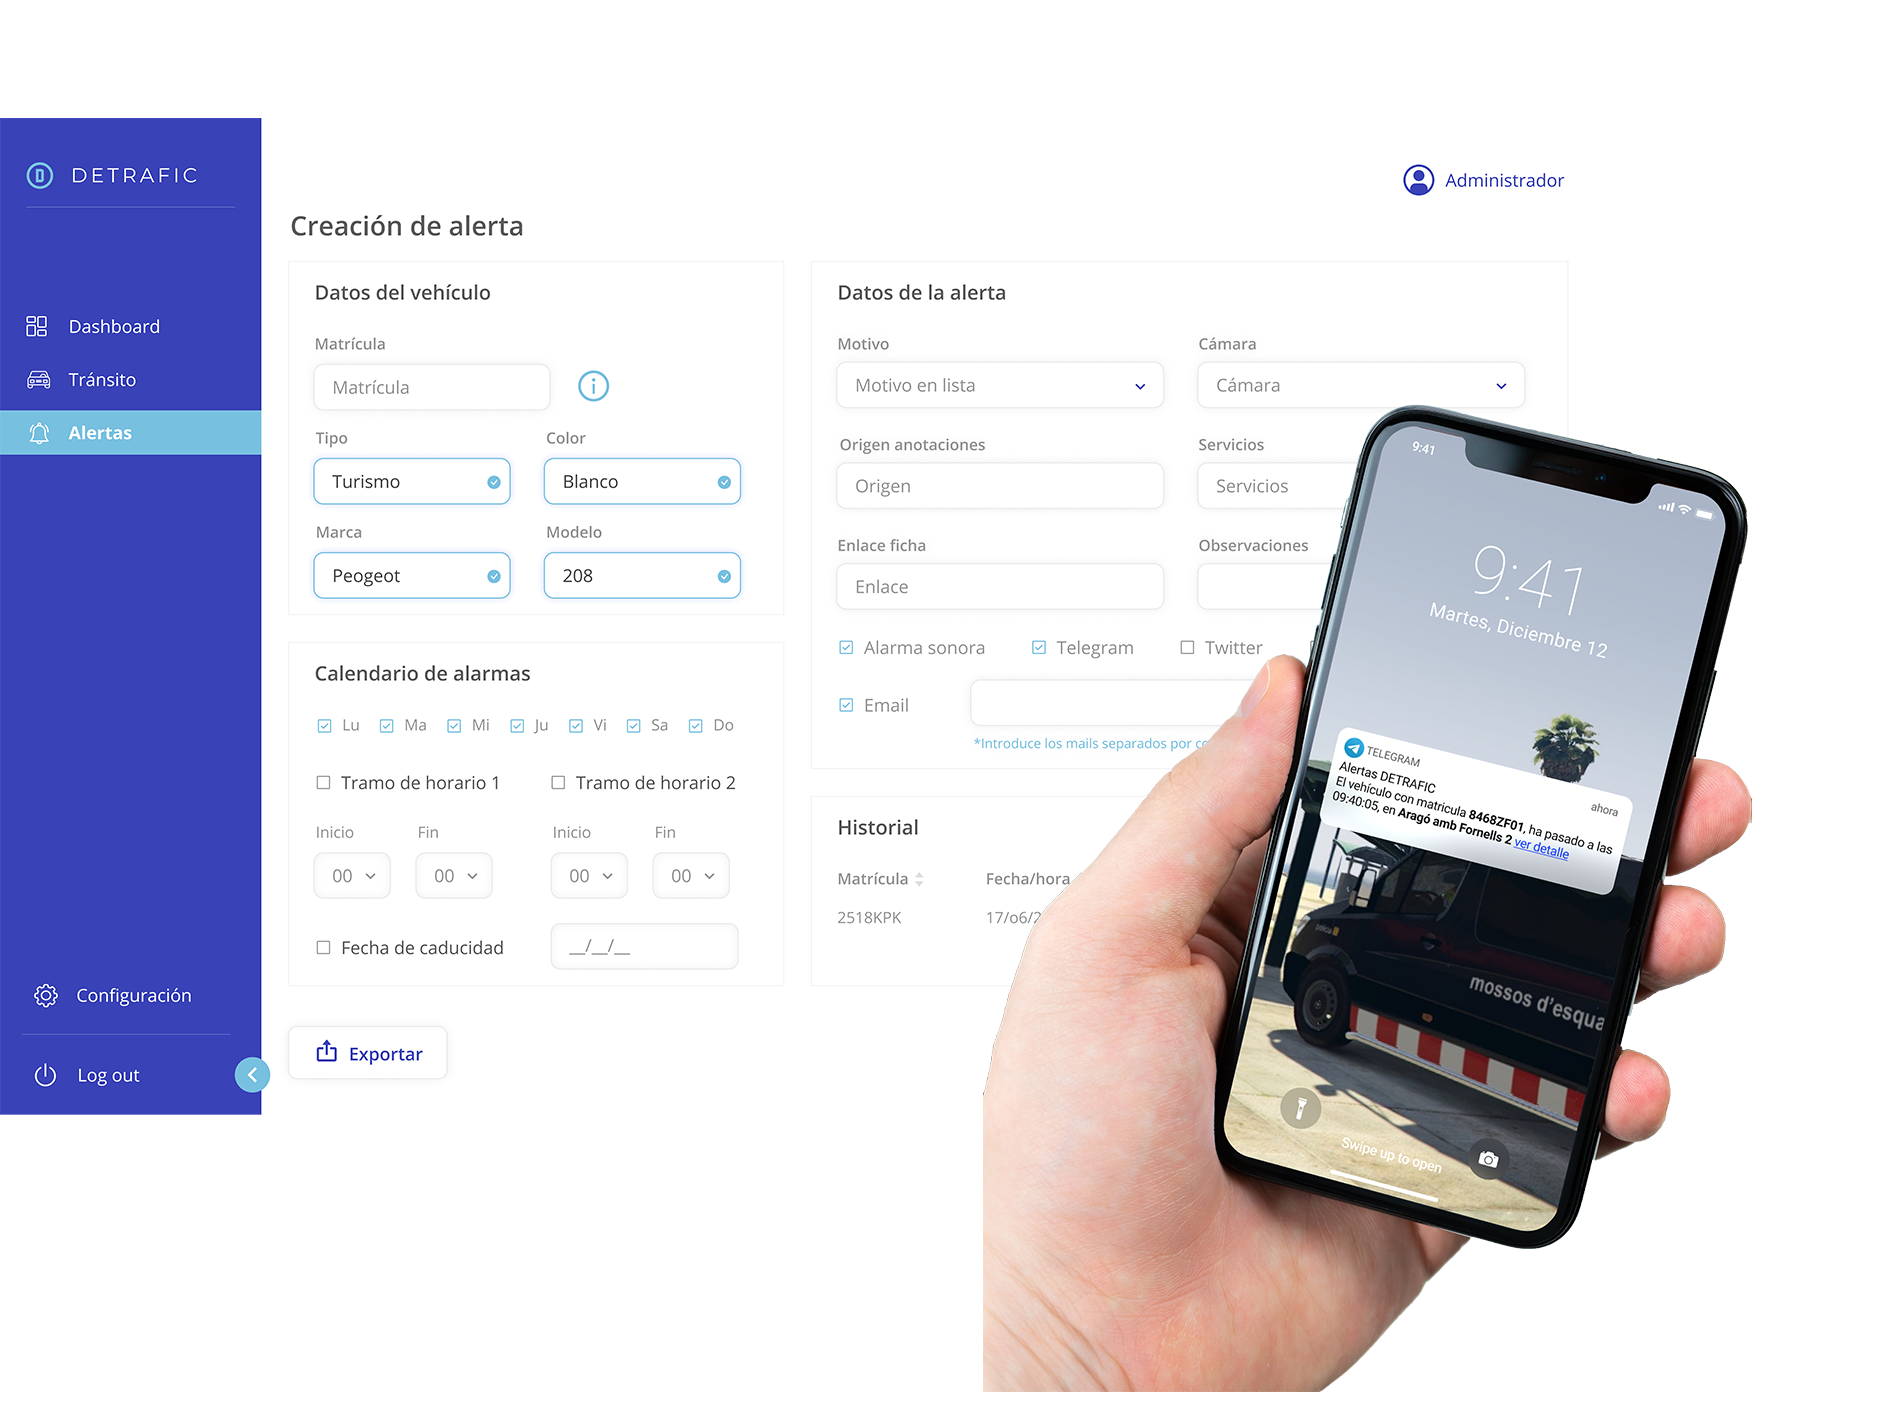 DETRAFIC
Administrador
Dashboard
Tránsito
Alertas
Configuración
Log out
Creación de alerta
Datos del vehículo
Matrícula
Matrícula
Tipo Color
Turismo Blanco
Marca Modelo
Peogeot 208
Calendario de alarmas
Lu Ma Mi Ju Vi Sa Do
Tramo de horario 1 Tramo de horario 2
Inicio Fin Inicio Fin
00 00 00 00
Fecha de caducidad __/__/__
Exportar
Datos de la alerta
Motivo Cámara
Motivo en lista Cámara
Origen anotaciones Servicios
Origen Servicios
Enlace ficha Observaciones
Enlace
Alarma sonora Telegram Twitter
Email
*Introduce los mails separados por
Historial
Matrícula Fecha/hora
2518KPK 17/o6/2
9:41
9:41
Martes, Diciembre 12
TELEGRAM
ahora
Alertas DETRAFIC
El vehículo con matricula 8468ZF01, ha pasado a las
09:40:05, en Aragó amb Fornells 2 ver detalle
mossos d'esqua
Swipe up to open